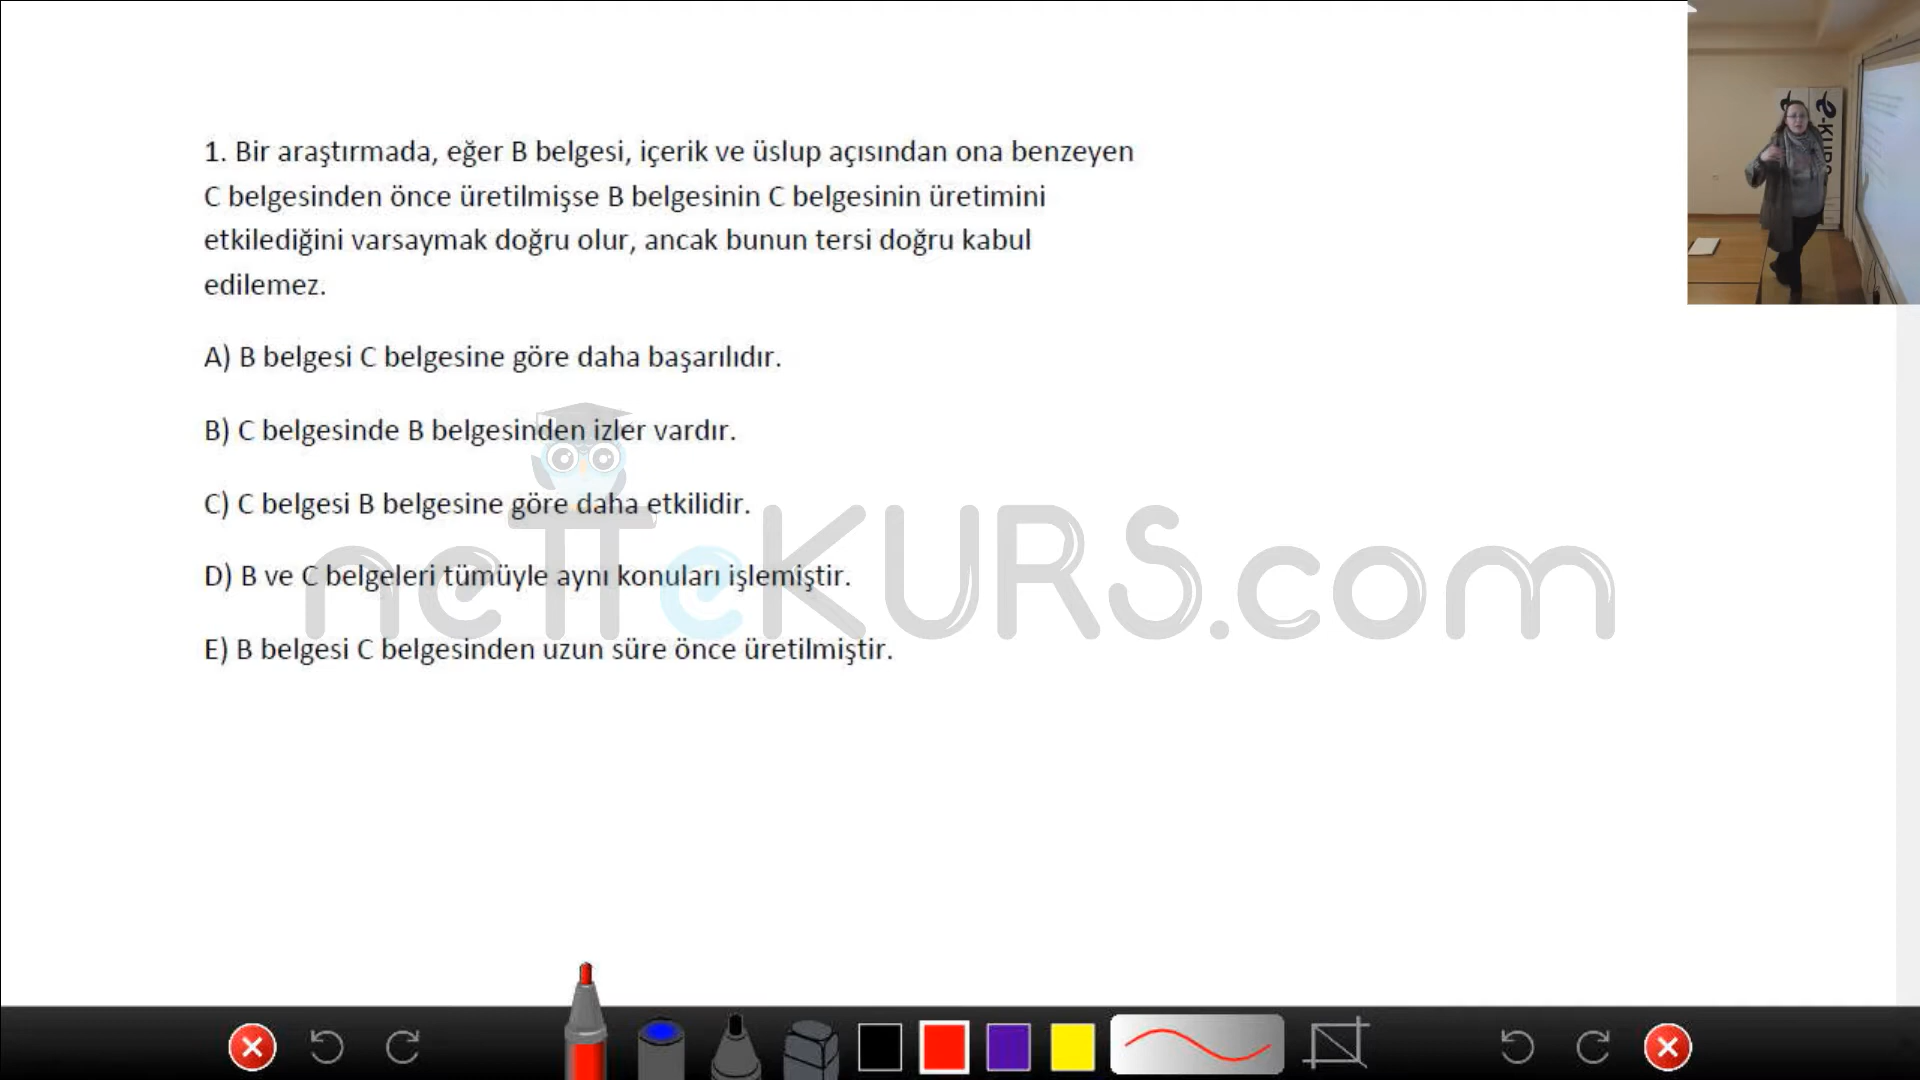 1. Bir araştırmada, eğer B belgesi, içerik ve üslup açısından ona benzeyen
C belgesinden önce üretilmişse B belgesinin C belgesinin üretimini
etkilediğini varsaymak doğru olur, ancak bunun tersi doğru kabul
edilemez.
A) B belgesi C belgesine göre daha başarılıdır.
B) C belgesinde B belgesinden izler vardır.
C) C belgesi B belgesine göre daha etkilidir.
D) B ve C belgeleri tümüyle aynı konuları işlemiştir.
E) B belgesi C belgesinden uzun süre önce üretilmiştir.
neTTeKURS.com